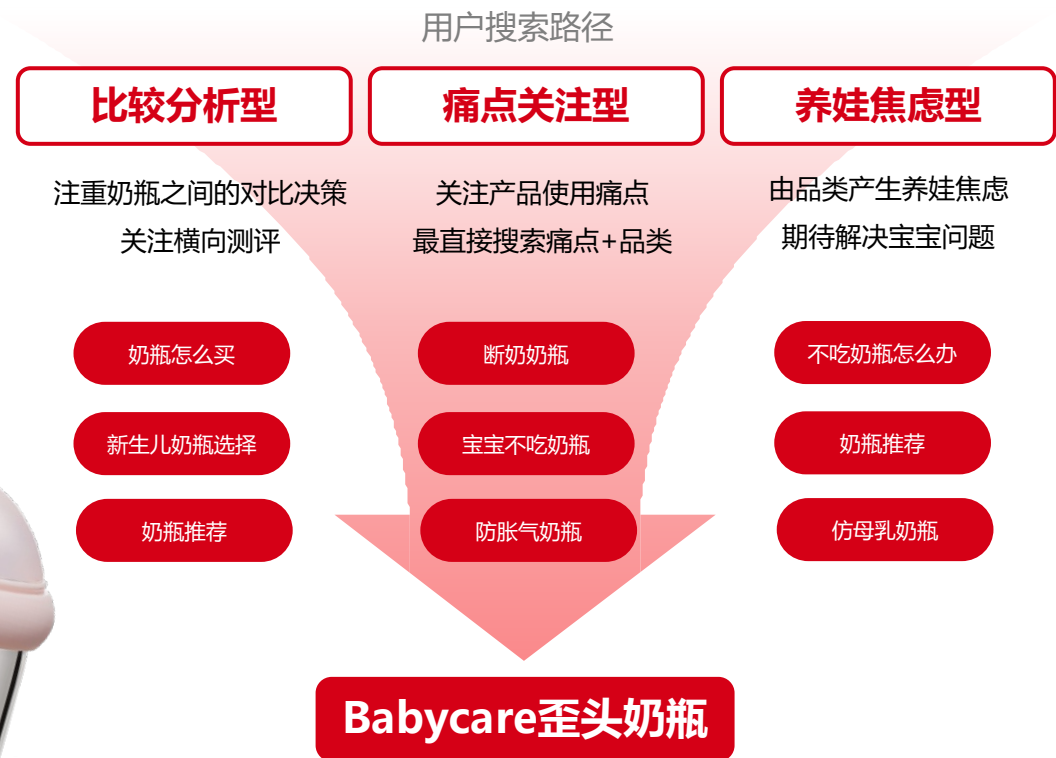 用户搜索路径
比较分析型
痛点关注型
养娃焦虑型
注重奶瓶之间的对比决策
关注横向测评
关注产品使用痛点
最直接搜索痛点+品类
由品类产生养娃焦虑
期待解决宝宝问题
奶瓶怎么买
断奶奶瓶
不吃奶瓶怎么办
新生儿奶瓶选择
宝宝不吃奶瓶
奶瓶推荐
奶瓶推荐
防胀气奶瓶
仿母乳奶瓶
Babycare歪头奶瓶